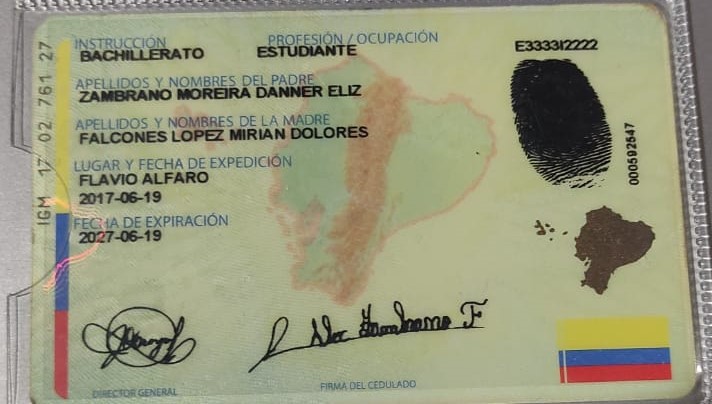 INSTRUCCIÓN PROFESIÓN / OCUPACIÓN
BACHILLERATO ESTUDIANTE E3333I2222
APELLIDOS Y NOMBRES DEL PADRE
ZAMBRANO MOREIRA DANNER ELIZ
APELLIDOS Y NOMBRES DE LA MADRE
FALCONES LOPEZ MIRIAN DOLORES
LUGAR Y FECHA DE EXPEDICIÓN
FLAVIO ALFARO
2017-06-19
FECHA DE EXPIRACIÓN
2027-06-19
IGM 17 02 761 27
000592547
Zambrano F
DIRECTOR GENERAL
FIRMA DEL CEDULADO